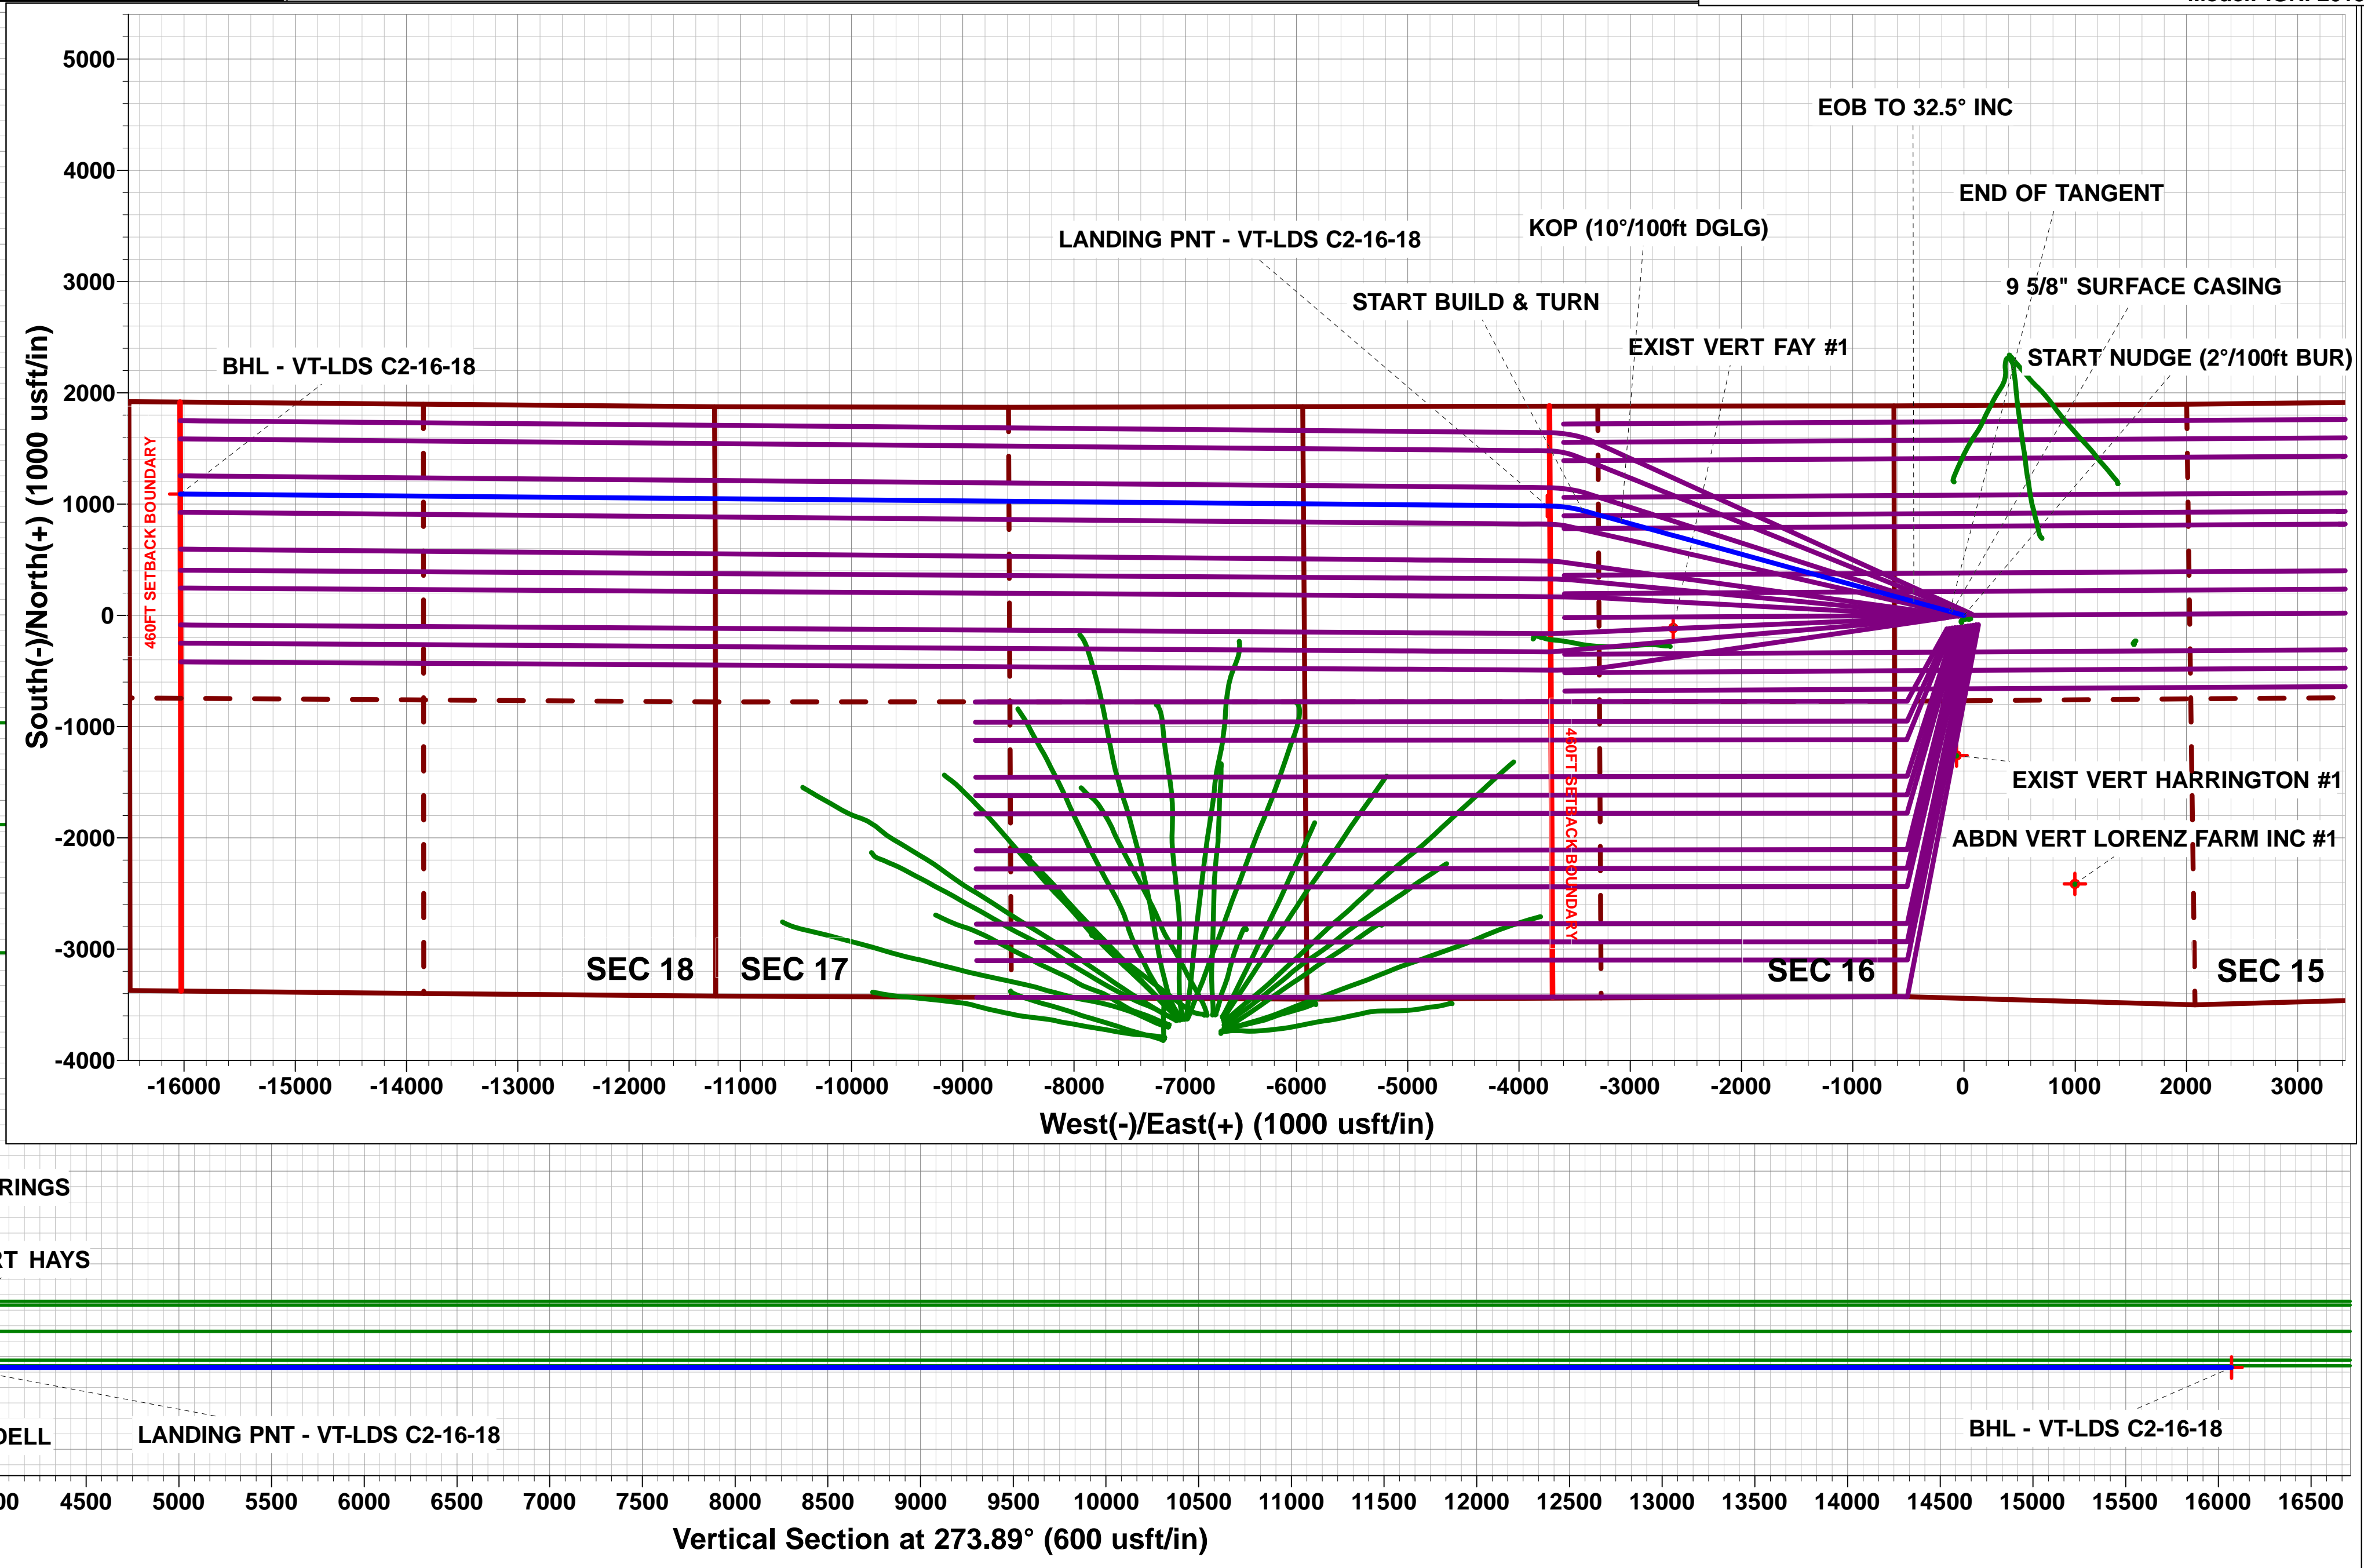 5000
4000
3000
2000
1000
0
-1000
-2000
-3000
-4000
South(-)/North(+) (1000 usft/in)
EOB TO 32.5° INC
END OF TANGENT
KOP (10°/100ft DGLG)
LANDING PNT - VT-LDS C2-16-18
9 5/8" SURFACE CASING
START BUILD & TURN
EXIST VERT FAY #1
START NUDGE (2°/100ft BUR)
BHL - VT-LDS C2-16-18
460FT SETBACK BOUNDARY
460FT SETBACK BOUNDARY
EXIST VERT HARRINGTON #1
ABDN VERT LORENZ FARM INC #1
SEC 18
SEC 17
SEC 16
SEC 15
-16000 -15000 -14000 -13000 -12000 -11000 -10000 -9000 -8000 -7000 -6000 -5000 -4000 -3000 -2000 -1000 0 1000 2000 3000
West(-)/East(+) (1000 usft/in)
RINGS
RT HAYS
DELL
LANDING PNT - VT-LDS C2-16-18
BHL - VT-LDS C2-16-18
00 4500 5000 5500 6000 6500 7000 7500 8000 8500 9000 9500 10000 10500 11000 11500 12000 12500 13000 13500 14000 14500 15000 15500 16000 16500
Vertical Section at 273.89° (600 usft/in)